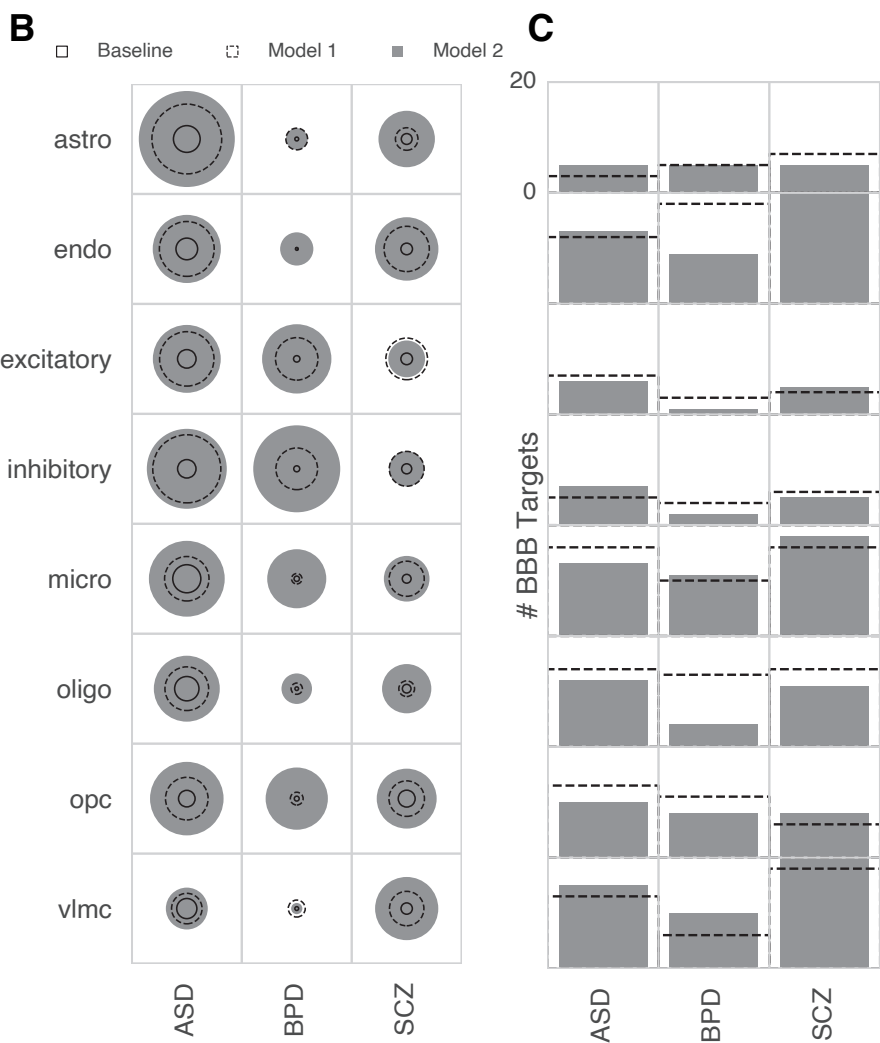 B
Baseline Model 1 Model 2
astro
endo
excitatory
inhibitory
micro
oligo
opc
vlmc
ASD BPD SCZ
C
20
0
# BBB Targets
ASD BPD SCZ